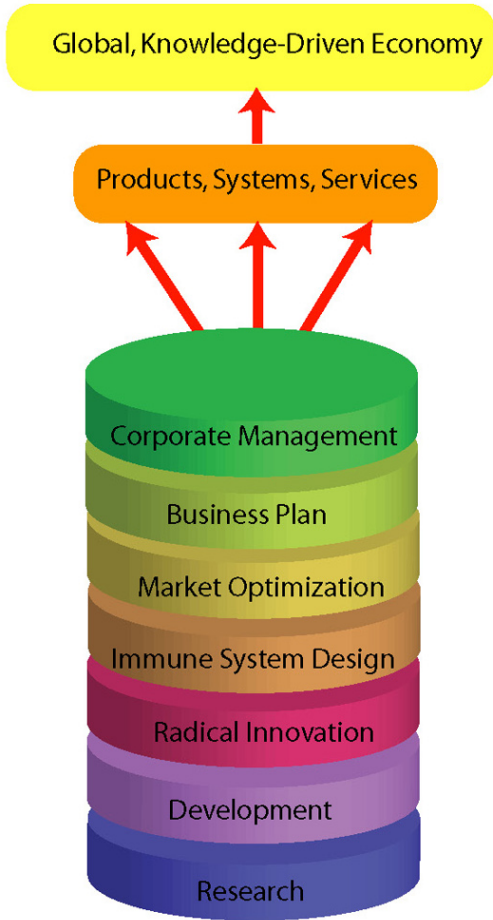 Global, Knowledge-Driven Economy
Products, Systems, Services
Corporate Management
Business Plan
Market Optimization
Immune System Design
Radical Innovation
Development
Research